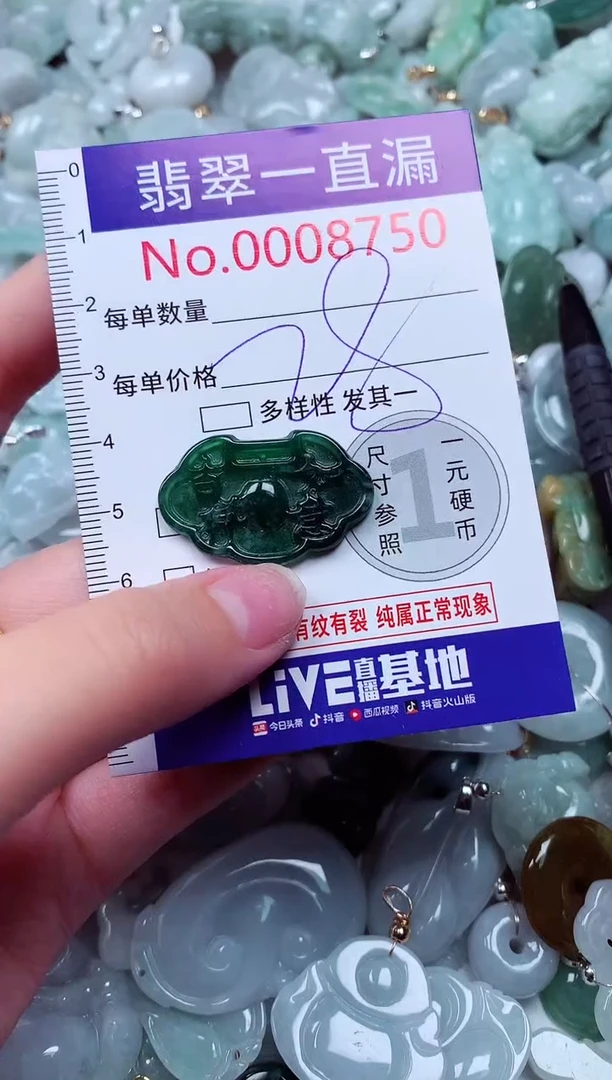 翡翠一直漏
No.0008750
0
1
2
3
4
5
6
每单数量
每单价格
28
多样性 发其一
尺寸参照
1
一元硬币
有纹有裂 纯属正常现象
LiVE直播基地
头条 今日头条 抖音 西瓜视频 抖音火山版